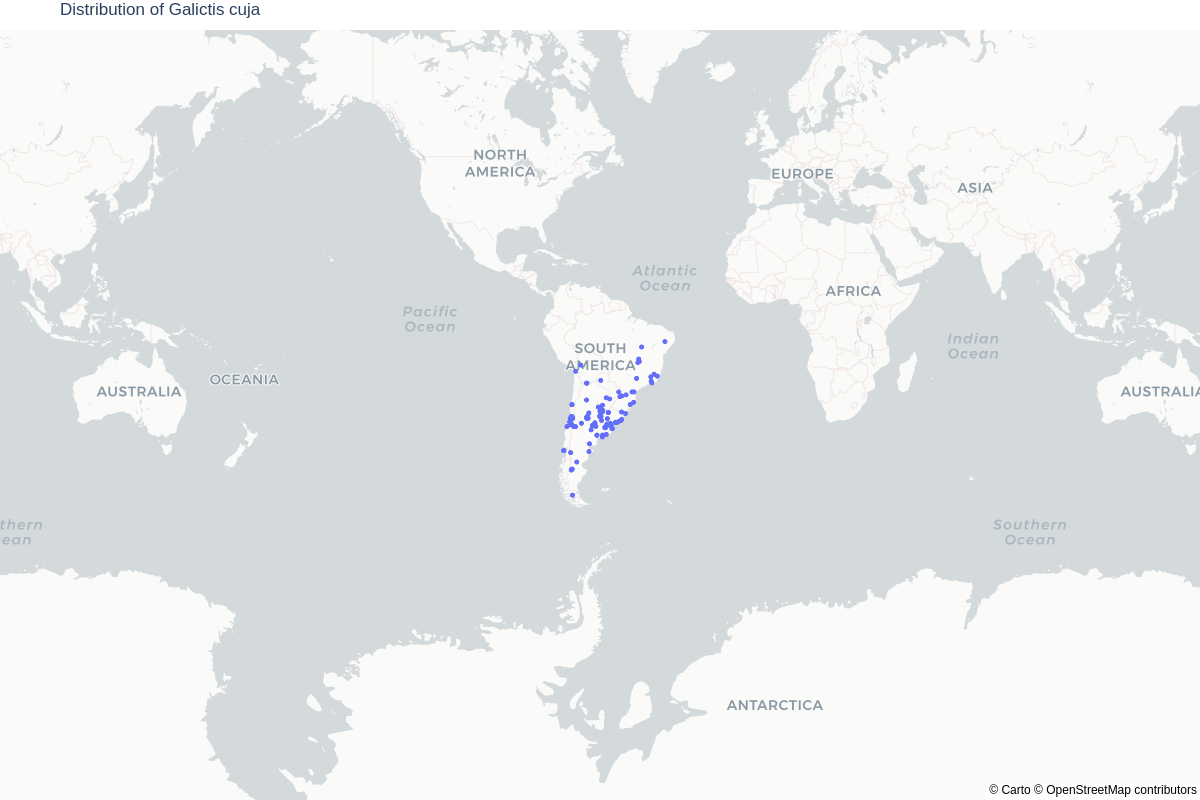 Distribution of Galictis cuja
NORTH
AMERICA
EUROPE
ASIA
Atlantic
Ocean
AFRICA
Pacific
Ocean
Indian
Ocean
SOUTH
AMERICA
OCEANIA
AUSTRALIA
AUSTRALIA
thern
ean
Southern
Ocean
ANTARCTICA
© Carto © OpenStreetMap contributors